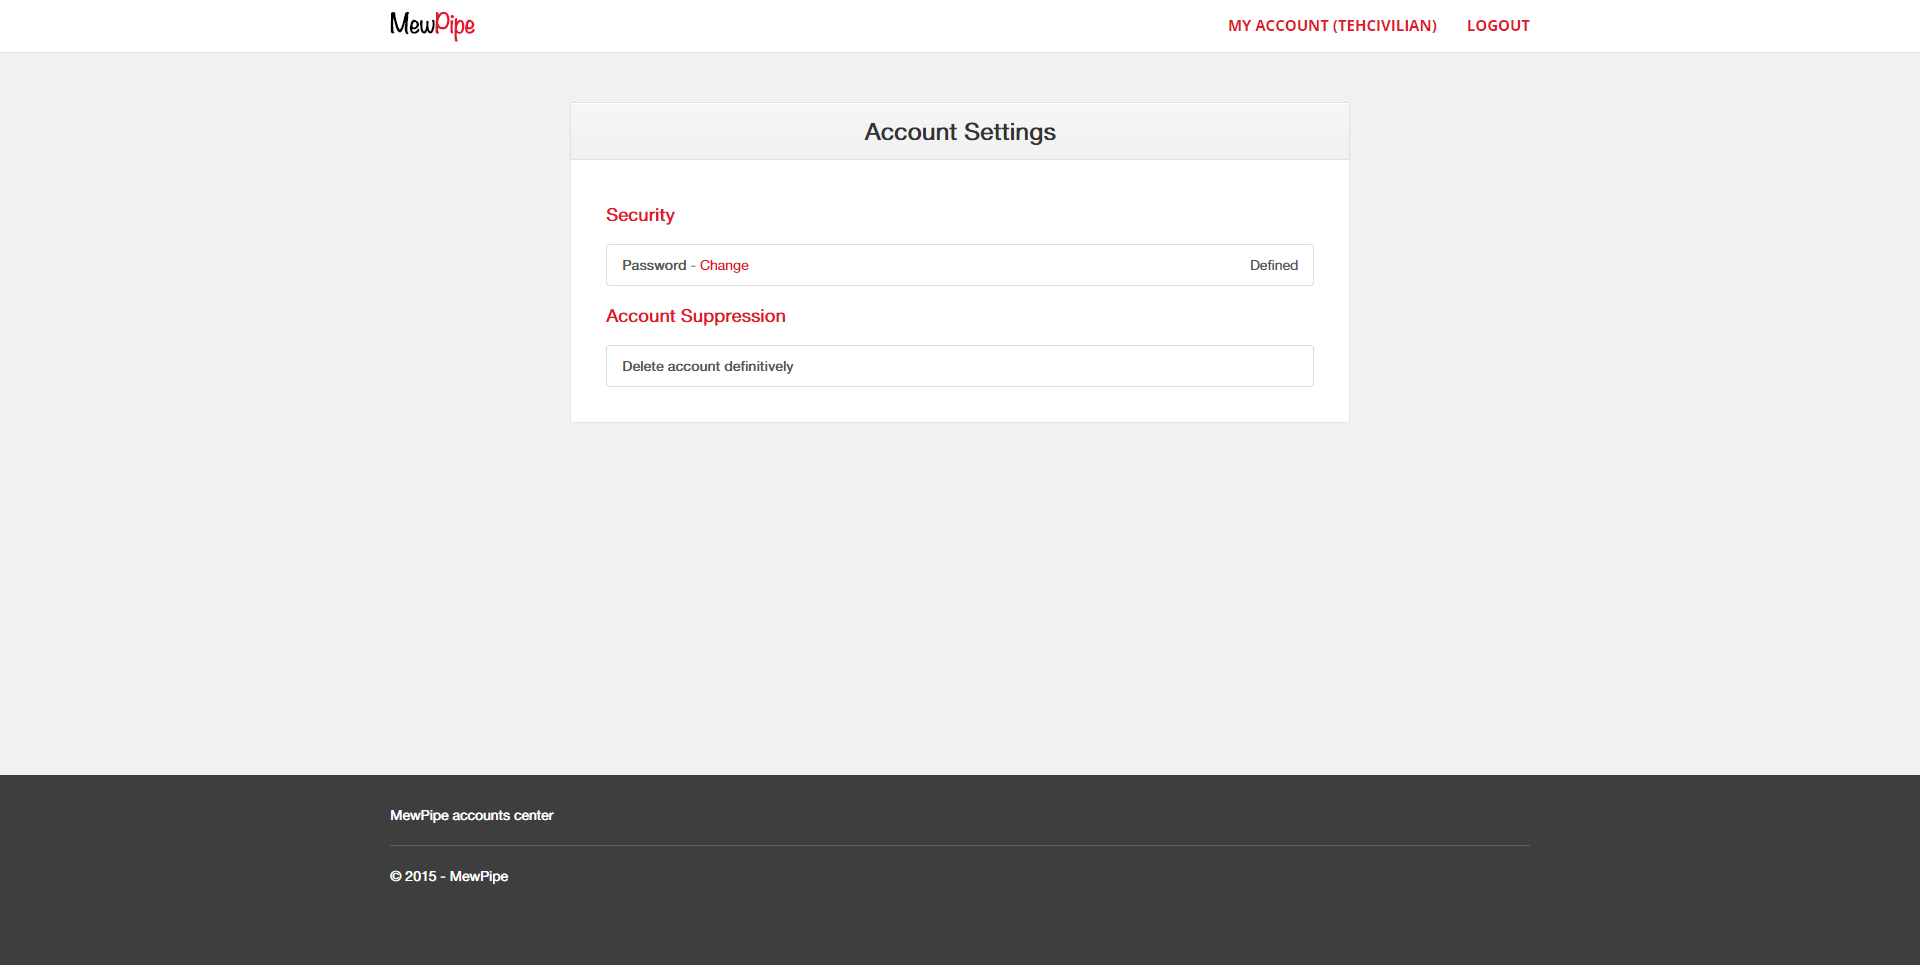 MewPipe
MY ACCOUNT (TEHCIVILIAN) LOGOUT
Account Settings
Security
Password - Change Defined
Account Suppression
Delete account definitively
MewPipe accounts center
© 2015 - MewPipe